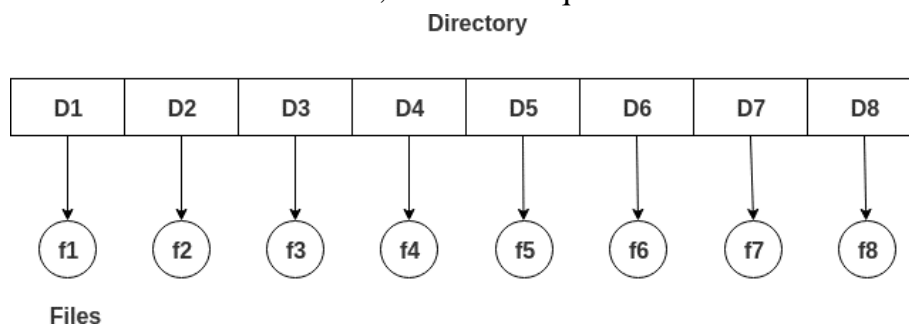 Directory
D1 D2 D3 D4 D5 D6 D7 D8
f1 f2 f3 f4 f5 f6 f7 f8
Files